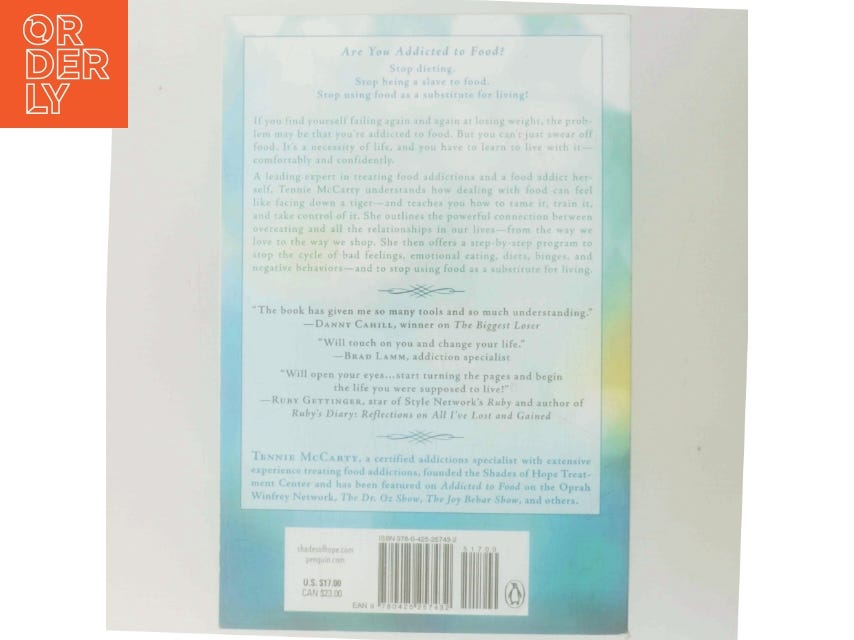 OR
DER
LY
Are You Addicted to Food?
Stop dieting.
Stop being a slave to food.
Stop using food as a substitute for living!
If you find yourself failing again and again at losing weight, the prob-
lem may be that you're addicted to food. But you can't just swear off
food. It's a necessity of life, and you have to learn to live with it—
comfortably and confidently.
A leading expert in treating food addictions and a food addict her-
self, Tennie McCarty understands how dealing with food can feel
like facing down a tiger—and teaches you how to tame it, train it,
and take control of it. She outlines the powerful connection between
overeating and all the relationships in our lives—from the way we
love to the way we shop. She then offers a step-by-step program to
stop the cycle of bad feelings, emotional eating, diets, binges, and
negative behaviors—and to stop using food as a substitute for living.
"The book has given me so many tools and so much understanding."
—DANNY CAHILL, winner on The Biggest Loser
"Will touch on you and change your life."
—BRAD LAMM, addiction specialist
"Will open your eyes...start turning the pages and begin
the life you were supposed to live!"
—RUBY GETTINGER, star of Style Network's Ruby and author of
Ruby's Diary: Reflections on All I've Lost and Gained
TENNIE MCCARTY, a certified addictions specialist with extensive
experience treating food addictions, founded the Shades of Hope Treat-
ment Center and has been featured on Addicted to Food on the Oprah
Winfrey Network, The Dr. Oz Show, The Joy Behar Show, and others.
shadesofhope.com
penguin.com
U.S. $17.00
CAN $23.00
ISBN 978-0-425-25749-2
51700
EAN
9 780425 257492